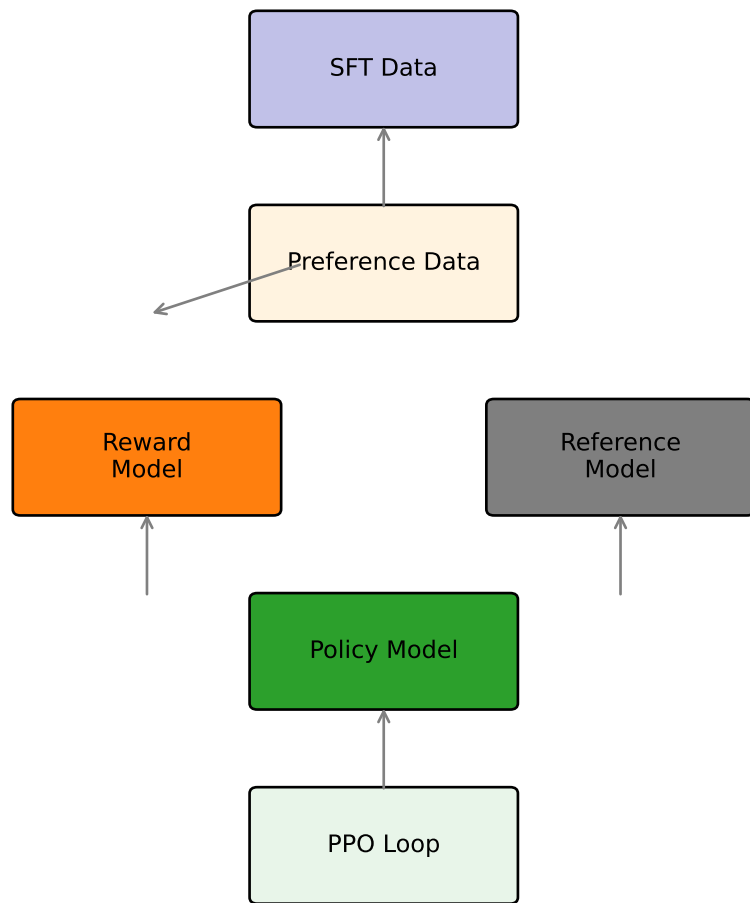 SFT Data
Preference Data
Reward
Model
Reference
Model
Policy Model
PPO Loop